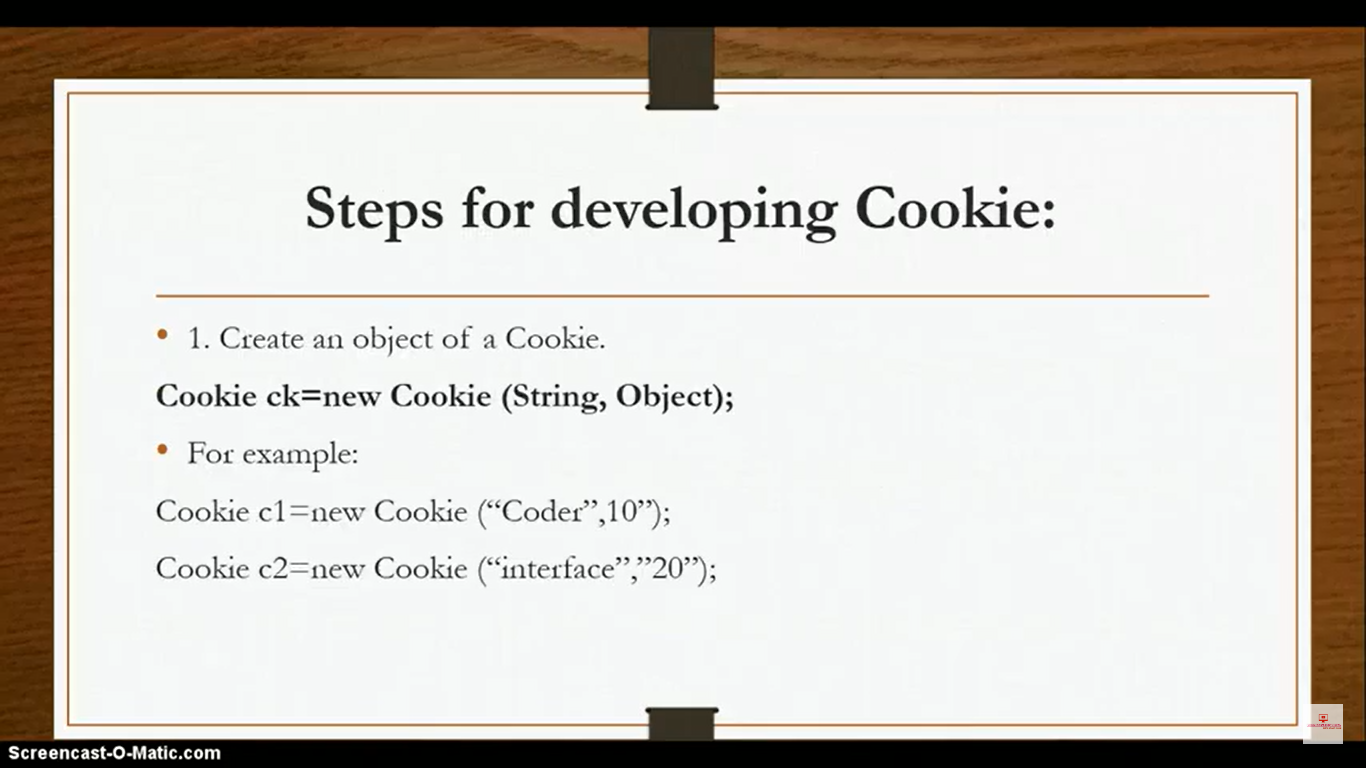 Steps for developing Cookie:
• 1. Create an object of a Cookie.
Cookie ck=new Cookie (String, Object);
• For example:
Cookie c1=new Cookie (“Coder”,10”);
Cookie c2=new Cookie (“interface”,”20”);
Screencast-O-Matic.com